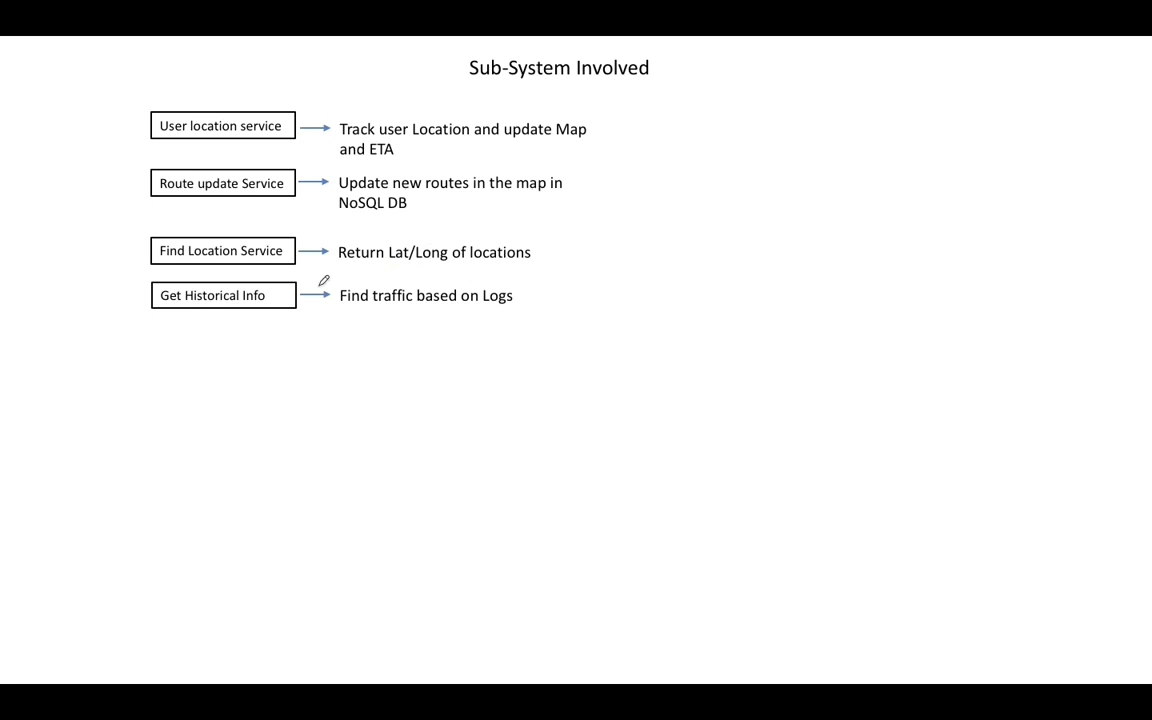 Sub-System Involved
User location service
Track user Location and update Map
and ETA
Route update Service
Update new routes in the map in
NoSQL DB
Find Location Service
Return Lat/Long of locations
Get Historical Info
Find traffic based on Logs